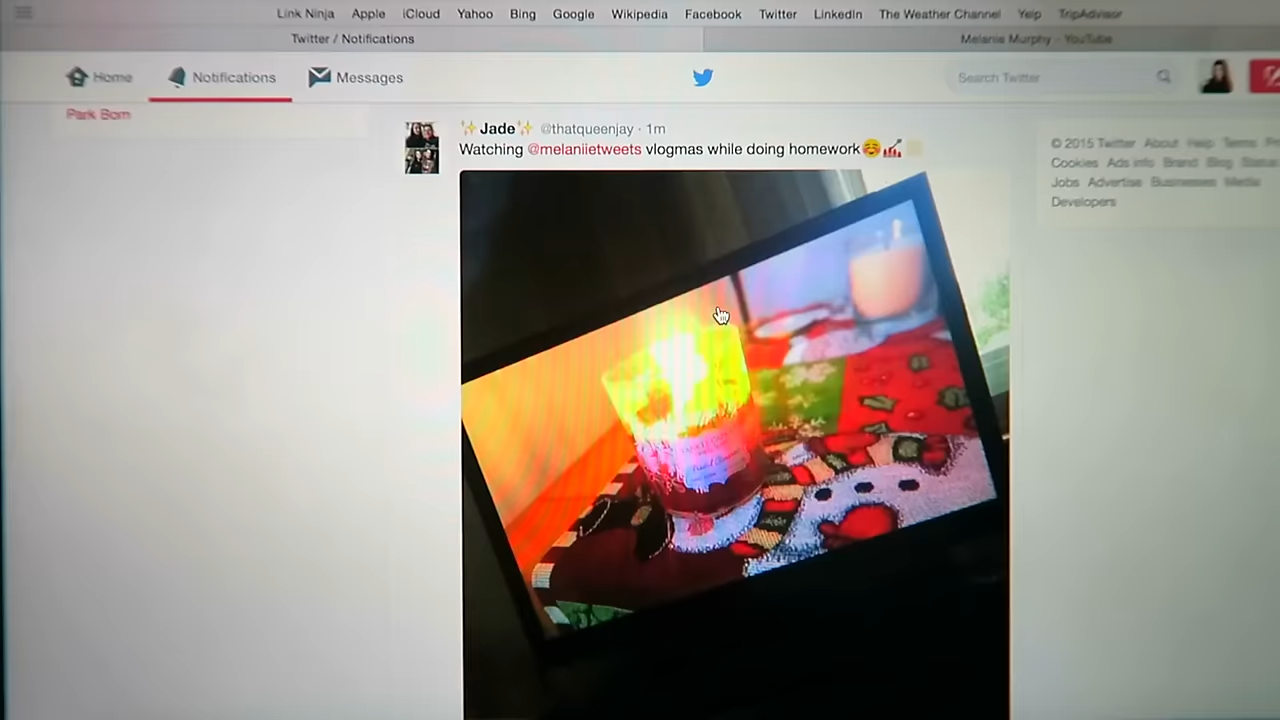 Link Ninja Apple iCloud Yahoo Bing Google Wikipedia Facebook Twitter LinkedIn The Weather Channel Yelp TripAdvisor
Twitter / Notifications
Melanie Murphy - YouTube
Home Notifications Messages
Search Twitter
Park Bom
✨Jade✨ @thatqueenjay · 1m
Watching @melaniietweets vlogmas while doing homework
© 2015 Twitter About Help Terms
Cookies Ads info Brand Blog Status
Jobs Advertise Businesses Media
Developers